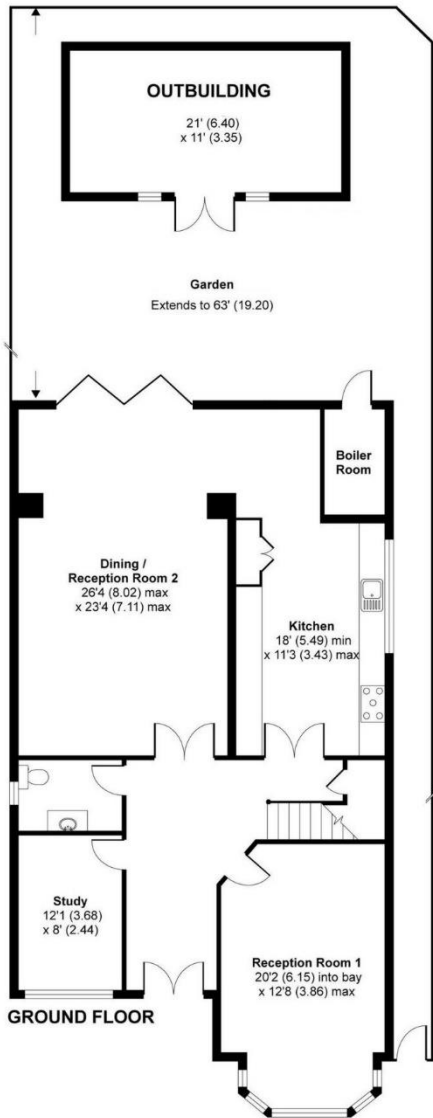 OUTBUILDING
21' (6.40)
x 11' (3.35)
Garden
Extends to 63' (19.20)
Boiler
Room
Dining /
Reception Room 2
26'4 (8.02) max
x 23'4 (7.11) max
Kitchen
18' (5.49) min
x 11'3 (3.43) max
Study
12'1 (3.68)
x 8' (2.44)
Reception Room 1
20'2 (6.15) into bay
x 12'8 (3.86) max
GROUND FLOOR